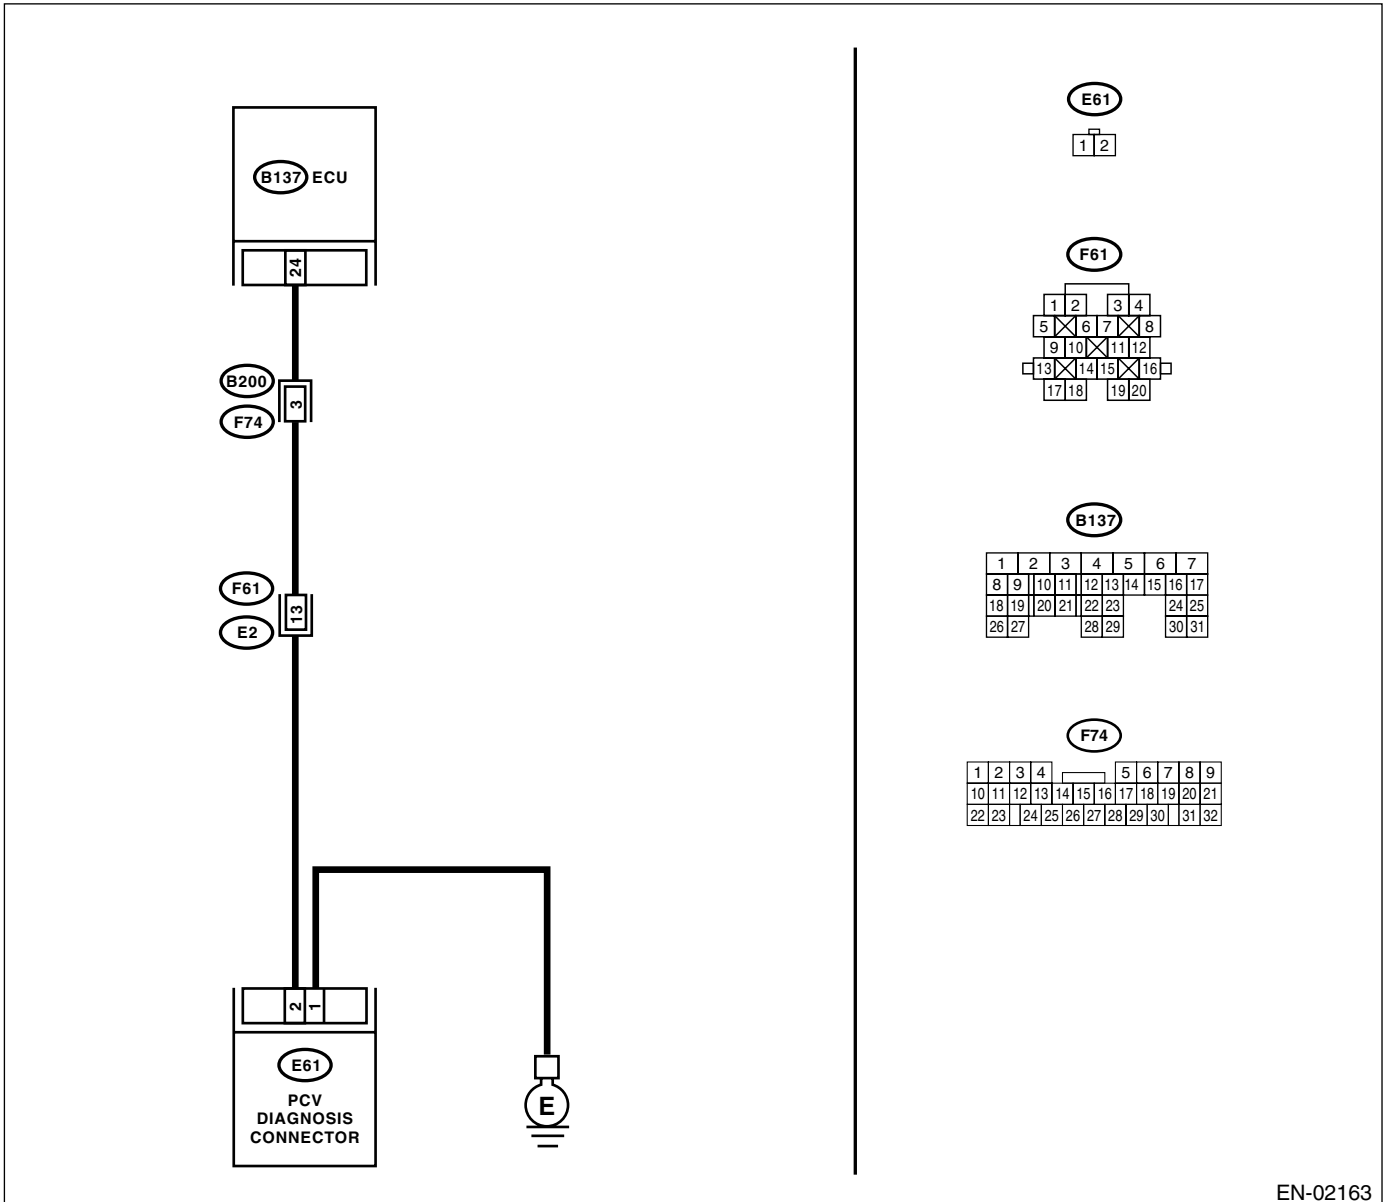 B137 ECU
24
B200
3
F74
F61
13
E2
2 1
E61
PCV
DIAGNOSIS
CONNECTOR
E
E61
1 2
F61
1 2 3 4
5 6 7 8
9 10 11 12
13 14 15 16
17 18 19 20
B137
1 2 3 4 5 6 7
8 9 10 11 12 13 14 15 16 17
18 19 20 21 22 23 24 25
26 27 28 29 30 31
F74
1 2 3 4 5 6 7 8 9
10 11 12 13 14 15 16 17 18 19 20 21
22 23 24 25 26 27 28 29 30 31 32
EN-02163